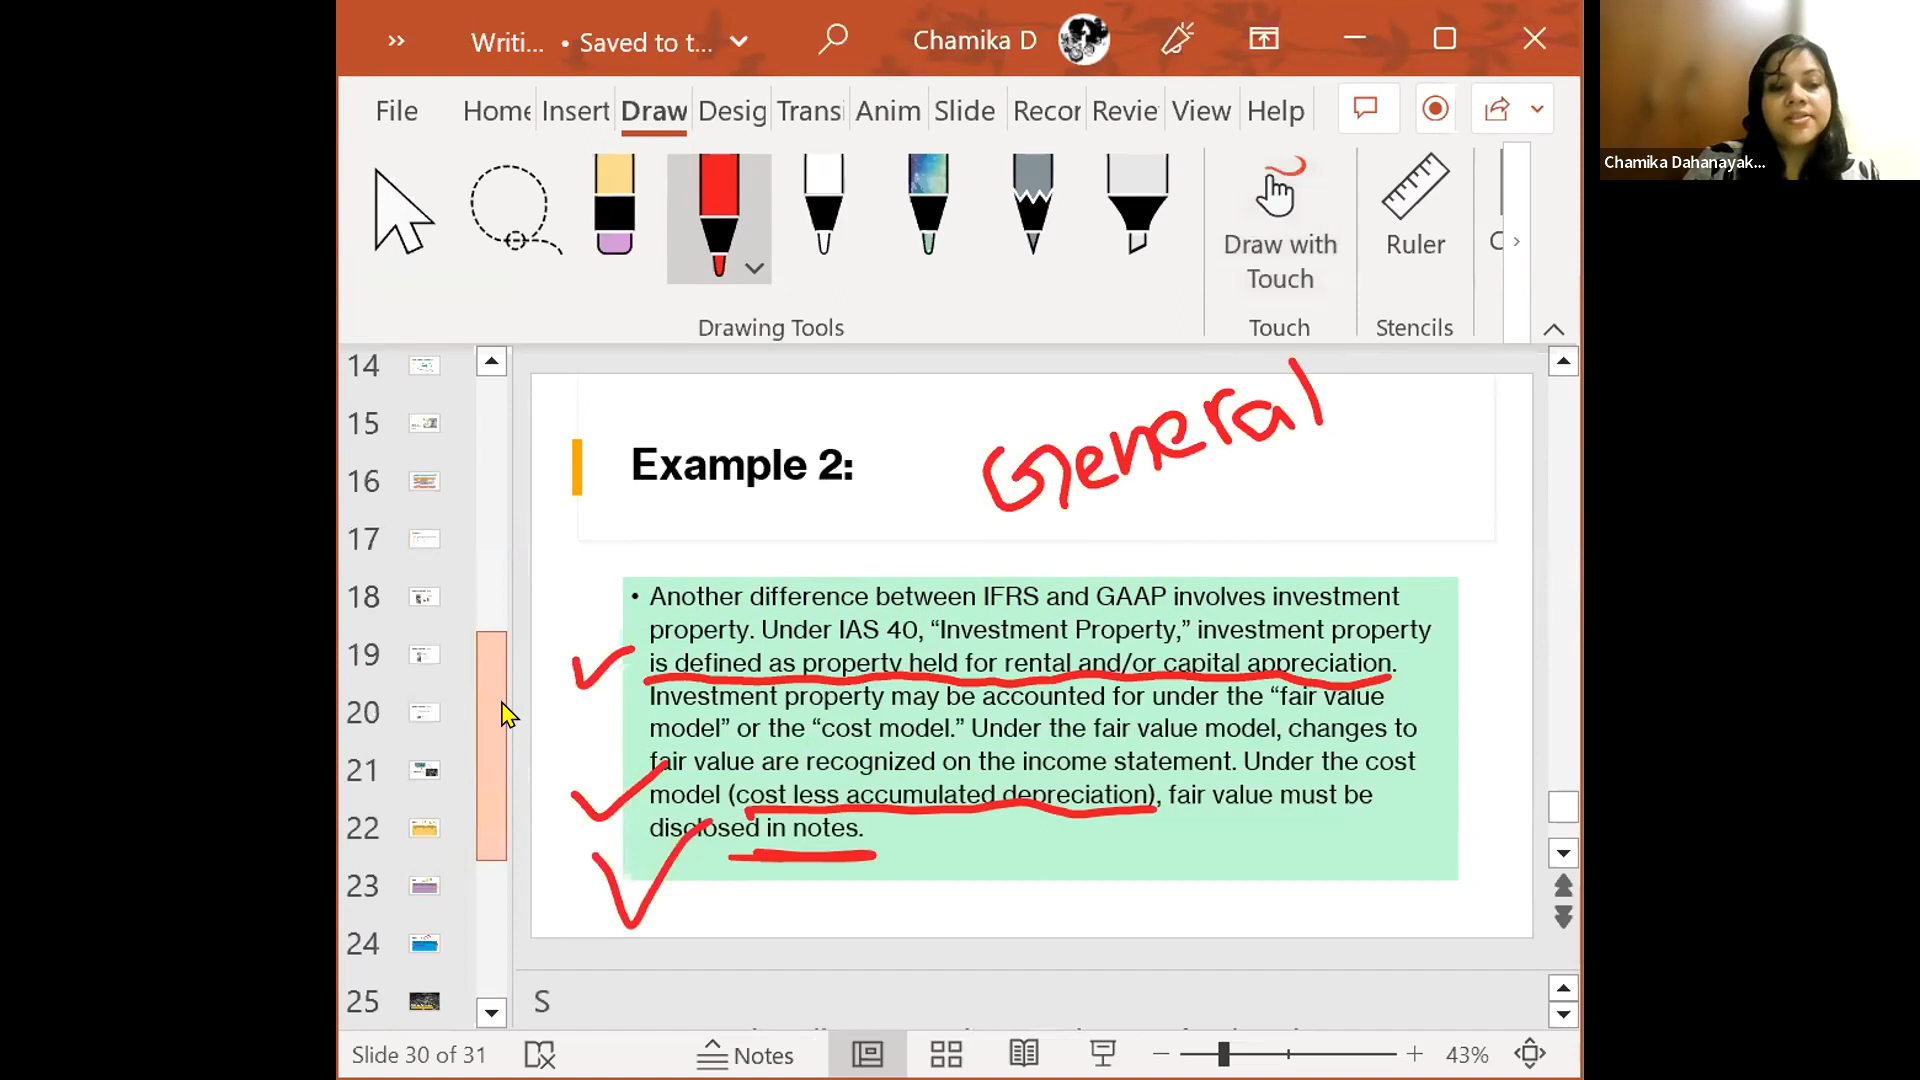 Writi... • Saved to t...
Chamika D
File Home Insert Draw Desig Transi Anim Slide Recor Revie View Help
Draw with
Touch
Ruler
Drawing Tools
Touch
Stencils
14
15
16
17
18
19
20
21
22
23
24
25
Example 2:
General
• Another difference between IFRS and GAAP involves investment
property. Under IAS 40, “Investment Property,” investment property
is defined as property held for rental and/or capital appreciation.
Investment property may be accounted for under the “fair value
model” or the “cost model.” Under the fair value model, changes to
fair value are recognized on the income statement. Under the cost
model (cost less accumulated depreciation), fair value must be
disclosed in notes.
S
Slide 30 of 31
Notes
43%
Chamika Dahanayak...